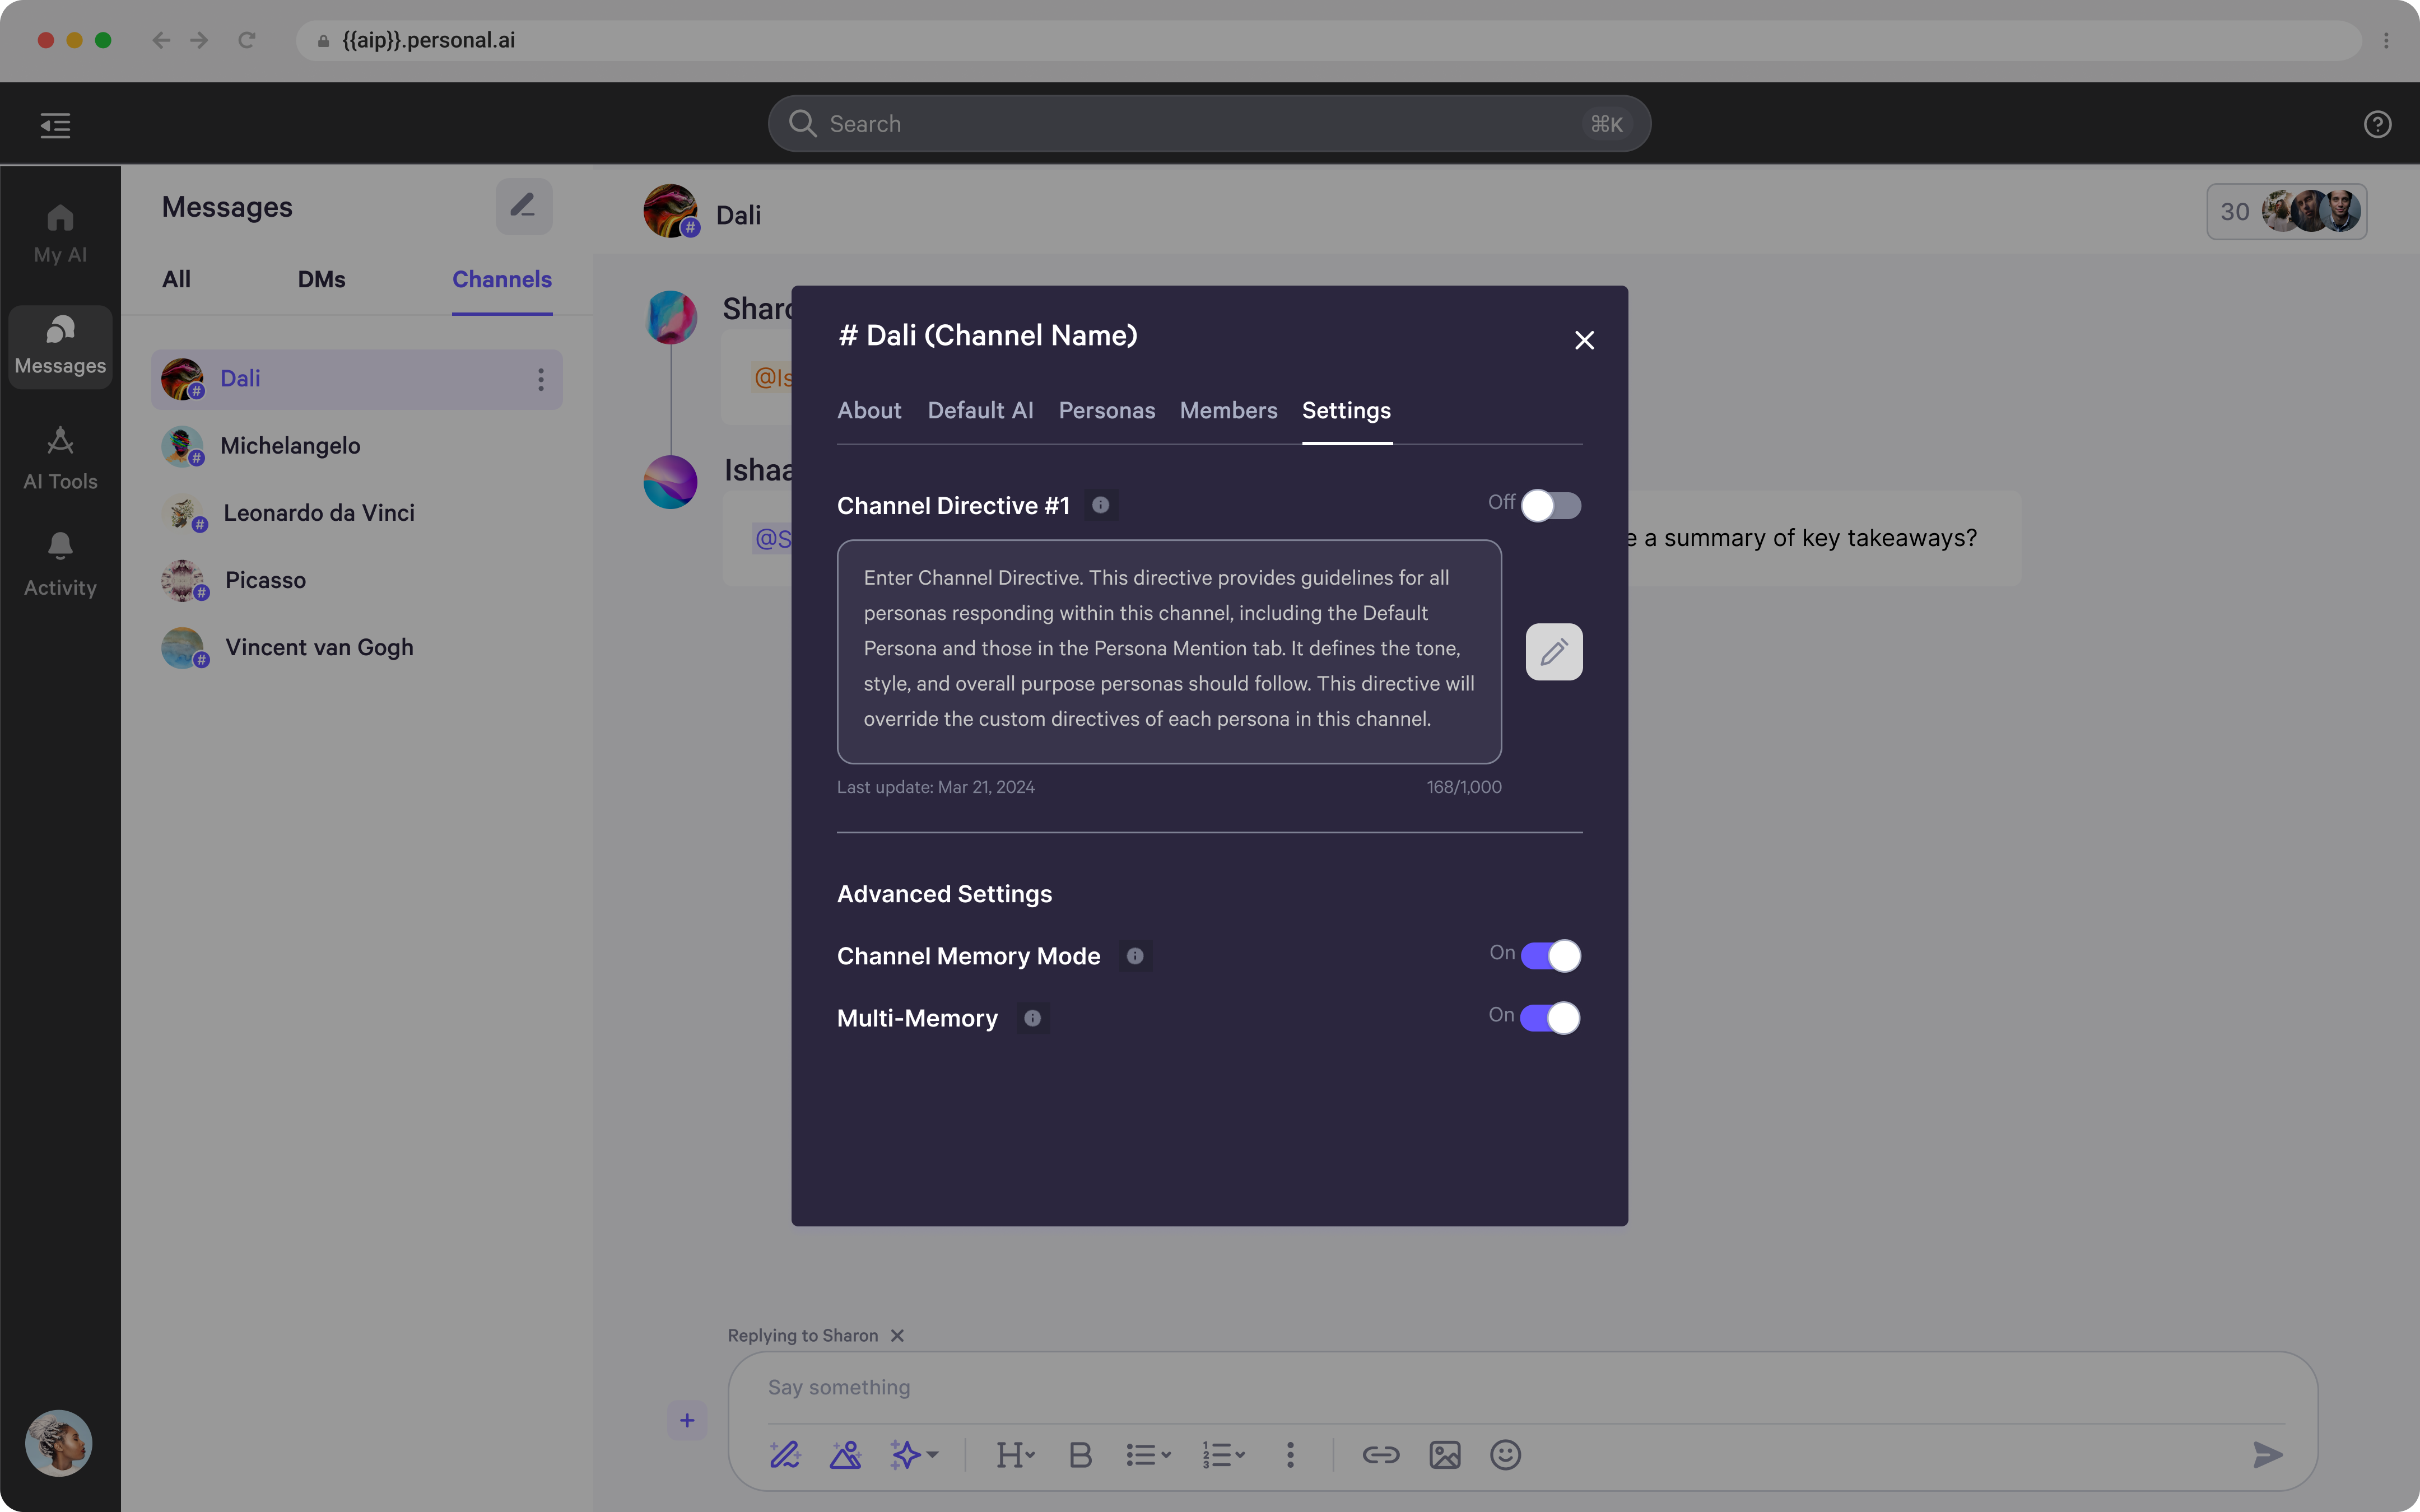 {{aip}}.personal.ai
Search
⌘K
My AI
Messages
AI Tools
Activity
Messages
All
DMs
Channels
Dali
Michelangelo
Leonardo da Vinci
Picasso
Vincent van Gogh
Dali
30
# Dali (Channel Name)
About
Default AI
Personas
Members
Settings
Channel Directive #1
Off
Enter Channel Directive. This directive provides guidelines for all
personas responding within this channel, including the Default
Persona and those in the Persona Mention tab. It defines the tone,
style, and overall purpose personas should follow. This directive will
override the custom directives of each persona in this channel.
Last update: Mar 21, 2024
168/1,000
Advanced Settings
Channel Memory Mode
On
Multi-Memory
On
a summary of key takeaways?
Replying to Sharon
Say something